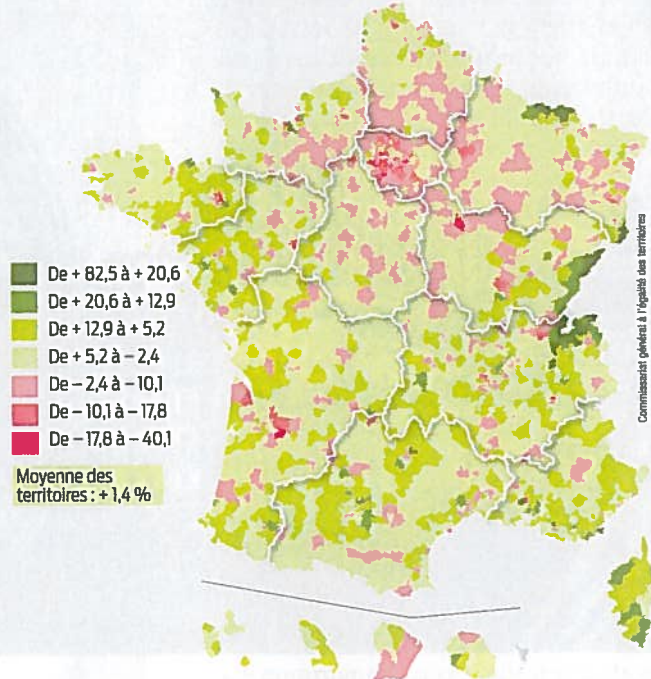 De + 82,5 à + 20,6
De + 20,6 à + 12,9
De + 12,9 à + 5,2
De + 5,2 à – 2,4
De – 2,4 à – 10,1
De – 10,1 à – 17,8
De – 17,8 à – 40,1
Moyenne des
territoires : + 1,4 %
Commissariat général à l'égalité des territoires